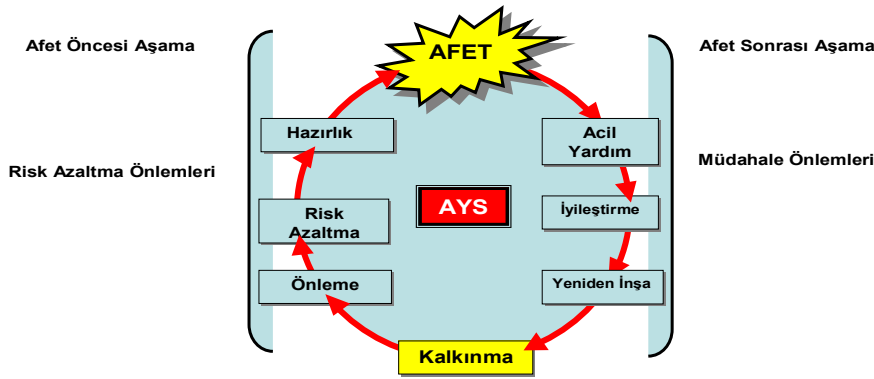 Afet Öncesi Aşama
AFET
Afet Sonrası Aşama
Hazırlık
Acil
Yardım
Risk Azaltma Önlemleri
Müdahale Önlemleri
AYS
Risk
Azaltma
İyileştirme
Önleme
Yeniden İnşa
Kalkınma